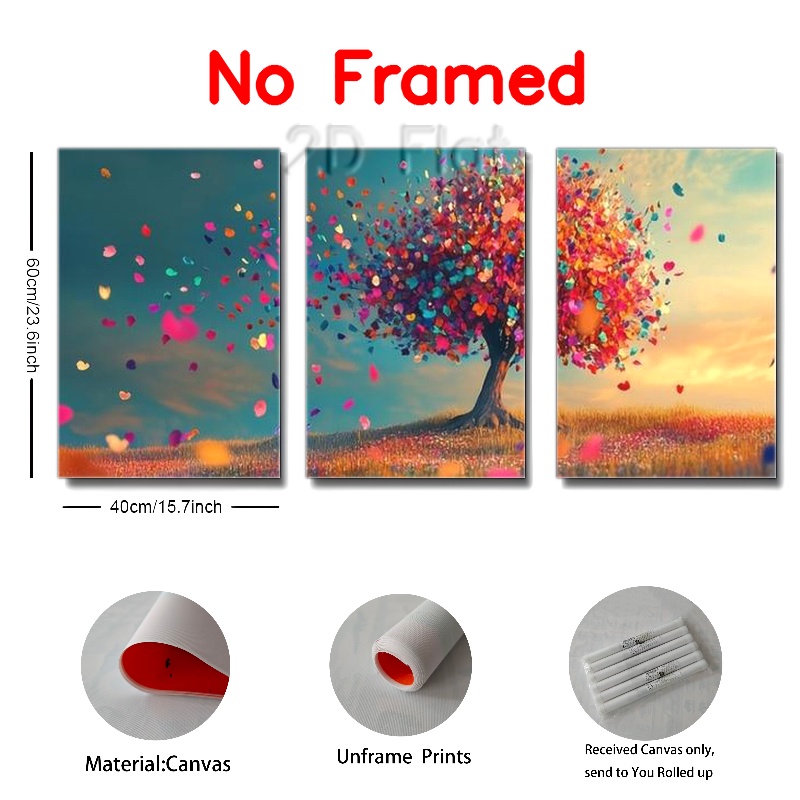 No Framed
2D Flat
60cm/23.6inch
40cm/15.7inch
Material:Canvas
Unframe Prints
Received Canvas only,
send to You Rolled up